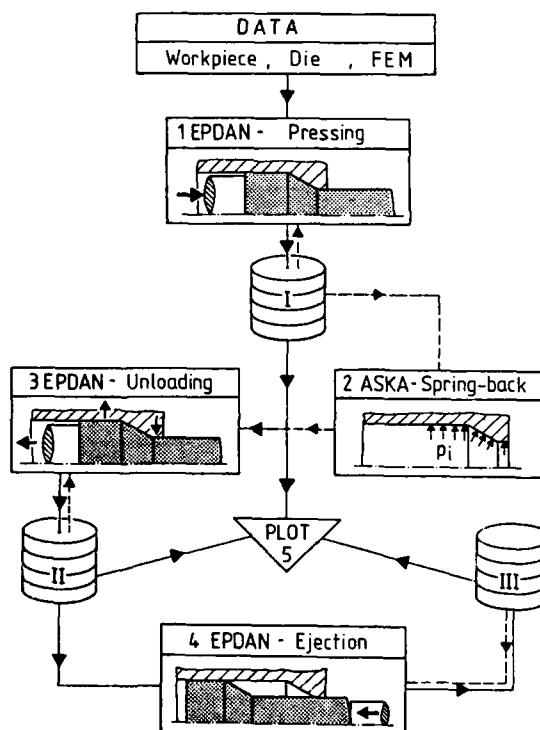 DATA
Workpiece , Die , FEM
1 EPDAN - Pressing
I
3 EPDAN - Unloading
2 ASKA - Spring-back
Pi
PLOT
5
II
III
4 EPDAN - Ejection